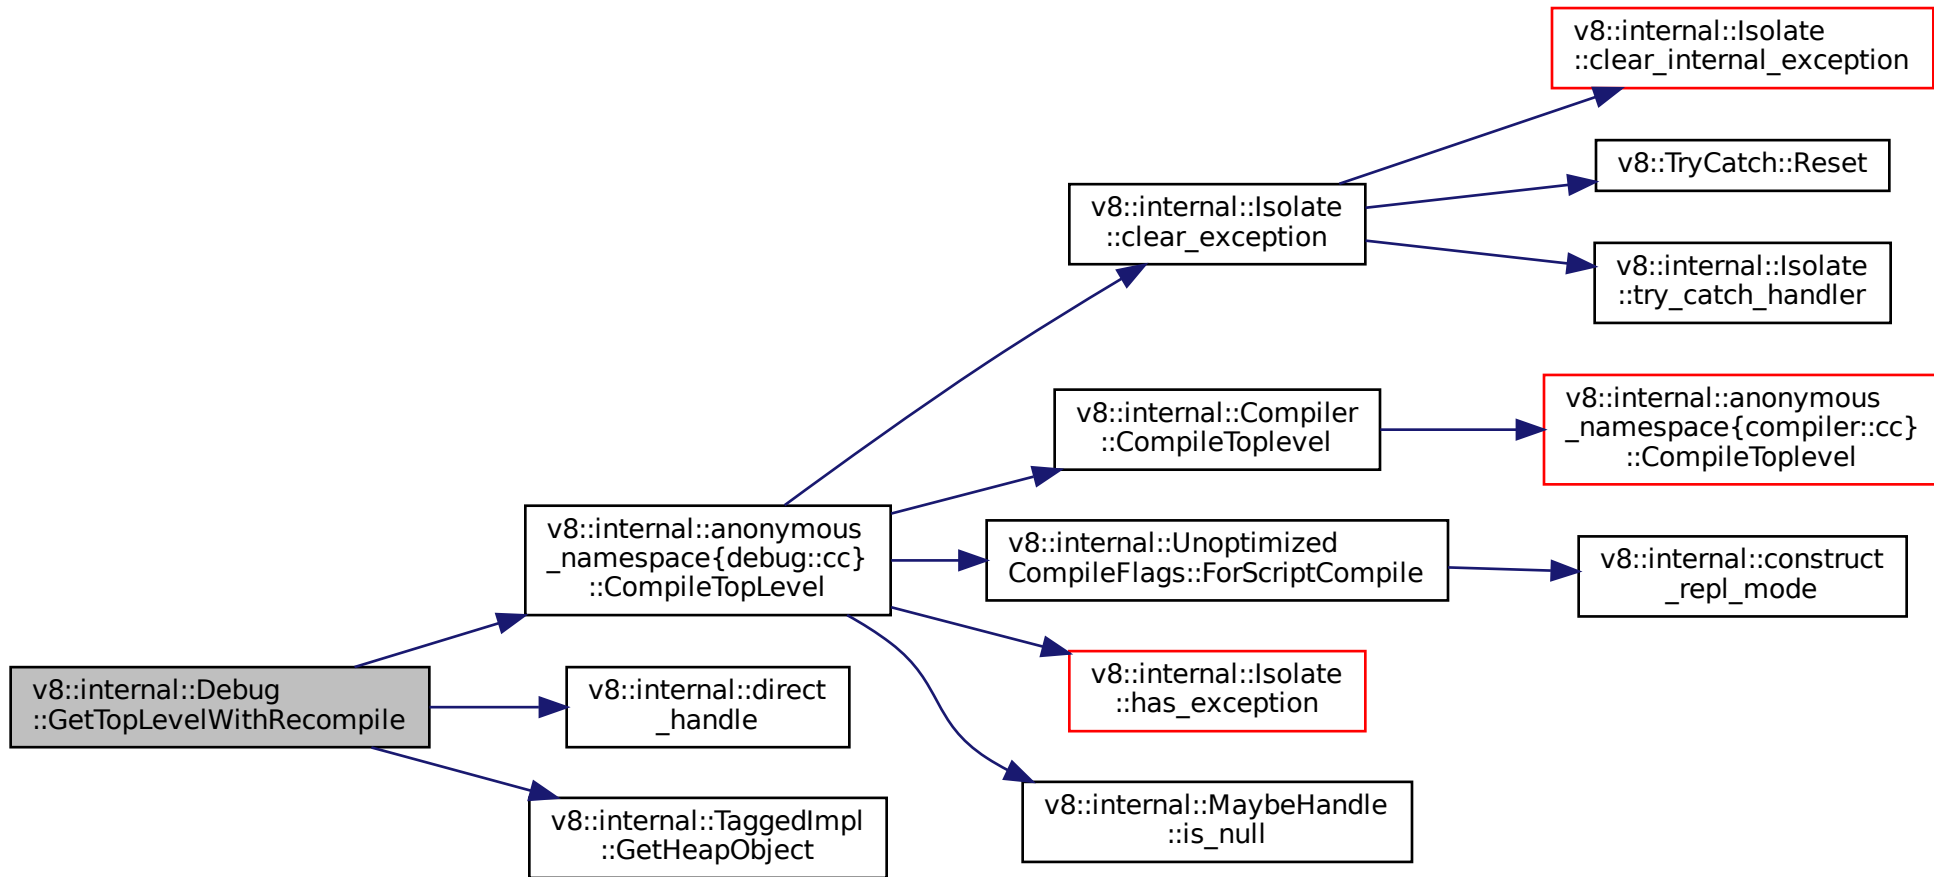 v8::internal::Isolate
::clear_internal_exception
v8::TryCatch::Reset
v8::internal::Isolate
::clear_exception
v8::internal::Isolate
::try_catch_handler
v8::internal::Compiler
::CompileToplevel
v8::internal::anonymous
_namespace{compiler::cc}
::CompileToplevel
v8::internal::anonymous
_namespace{debug::cc}
::CompileTopLevel
v8::internal::Unoptimized
CompileFlags::ForScriptCompile
v8::internal::construct
_repl_mode
v8::internal::Debug
::GetTopLevelWithRecompile
v8::internal::direct
_handle
v8::internal::Isolate
::has_exception
v8::internal::TaggedImpl
::GetHeapObject
v8::internal::MaybeHandle
::is_null